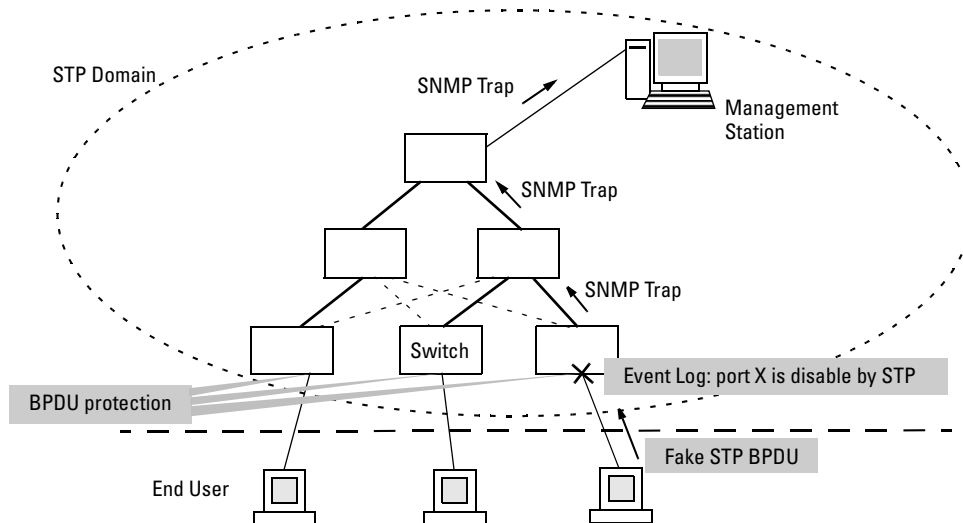 STP Domain
SNMP Trap
Management
Station
SNMP Trap
SNMP Trap
Switch
Event Log: port X is disable by STP
BPDU protection
Fake STP BPDU
End User